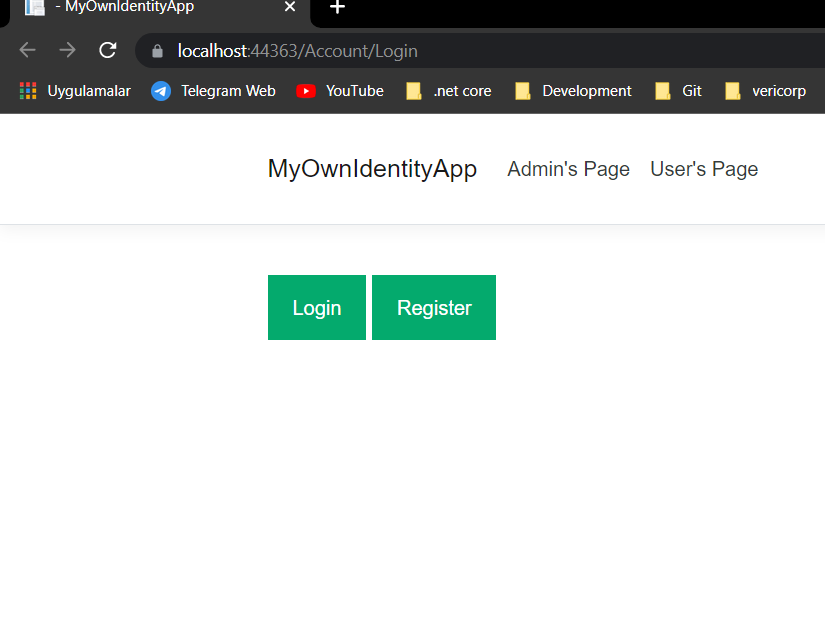 - MyOwnIdentityApp
localhost:44363/Account/Login
Uygulamalar Telegram Web YouTube .net core Development Git vericorp
MyOwnIdentityApp Admin's Page User's Page
Login Register